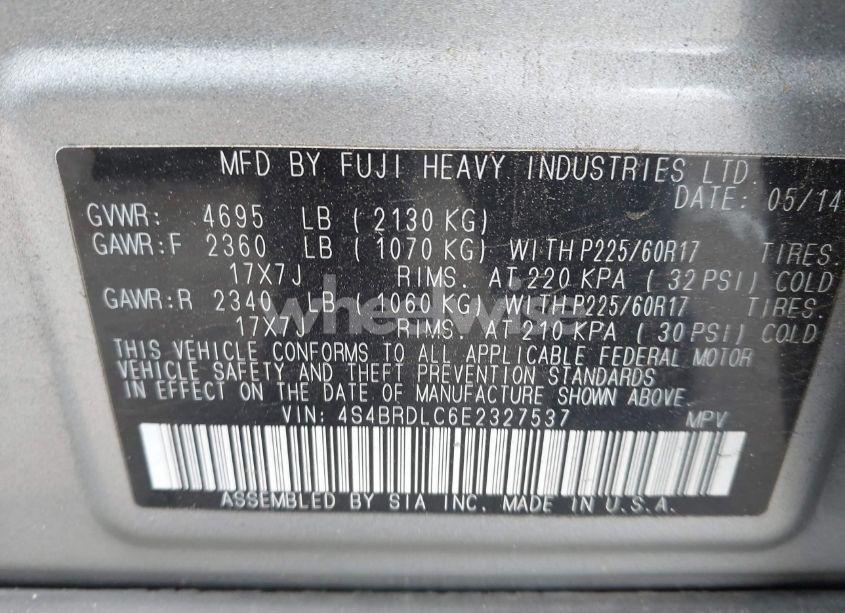 MFD BY FUJI HEAVY INDUSTRIES LTD.
DATE: 05/14
GVWR: 4695 LB ( 2130 KG)
GAWR:F 2360 LB ( 1070 KG) WITH P225/60R17 TIRES.
17X7J RIMS. AT 220 KPA ( 32 PSI) COLD
GAWR:R 2340 LB ( 1060 KG) WITH P225/60R17 TIRES.
17X7J RIMS. AT 210 KPA ( 30 PSI) COLD
wheelwise
THIS VEHICLE CONFORMS TO ALL APPLICABLE FEDERAL MOTOR
VEHICLE SAFETY AND THEFT PREVENTION STANDARDS
IN EFFECT ON THE DATE OF MANUFACTURE SHOWN ABOVE.
VIN: 4S4BRDLC6E2327537 MPV
ASSEMBLED BY SIA INC. MADE IN U.S.A.